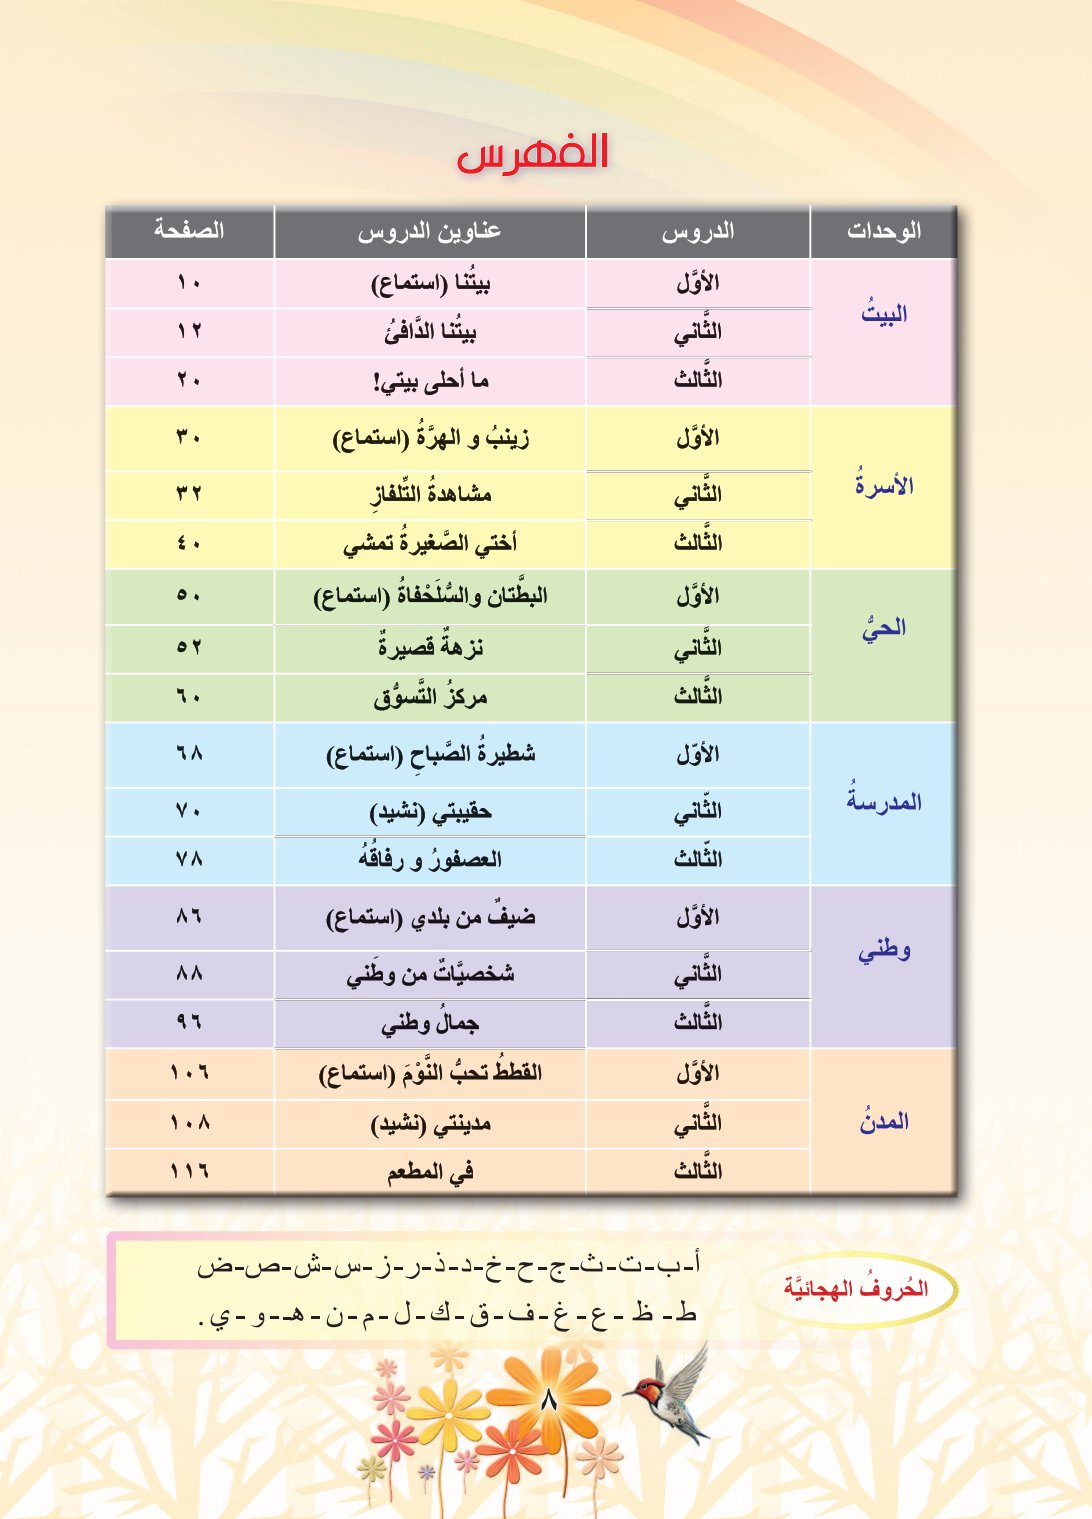 الفهرس
الوحدات الدروس عناوين الدروس الصفحة
البيتُ
الأوَّل بيتُنا (استماع) ١٠
الثَّاني بيتُنا الدَّافئُ ١٢
الثَّالث ما أحلى بيتي! ٢٠
الأسرةُ
الأوَّل زينبُ و الهرَّةُ (استماع) ٣٠
الثَّاني مشاهدةُ التِّلفازِ ٣٢
الثَّالث أختي الصَّغيرةُ تمشي ٤٠
الحيُّ
الأوَّل البطَّتان والسُّلَحْفاةُ (استماع) ٥٠
الثَّاني نزهةٌ قصيرةٌ ٥٢
الثَّالث مركزُ التَّسوُّق ٦٠
المدرسةُ
الأوّل شطيرةُ الصَّباحِ (استماع) ٦٨
الثّاني حقيبتي (نشيد) ٧٠
الثّالث العصفورُ و رفاقُهُ ٧٨
وطني
الأوَّل ضيفٌ من بلدي (استماع) ٨٦
الثَّاني شخصيَّاتٌ من وطَني ٨٨
الثَّالث جمالُ وطني ٩٦
المدنُ
الأوَّل القططُ تحبُّ النَّوْمَ (استماع) ١٠٦
الثَّاني مدينتي (نشيد) ١٠٨
الثَّالث في المطعم ١١٦
الحُروفُ الهجائيَّة
أ-ب-ت-ث-ج-ح-خ-د-ذ-ر-ز-س-ش-ص-ض
ط- ظ - ع- غ- ف- ق- ك- ل- م- ن- هـ- و - ي .
٨